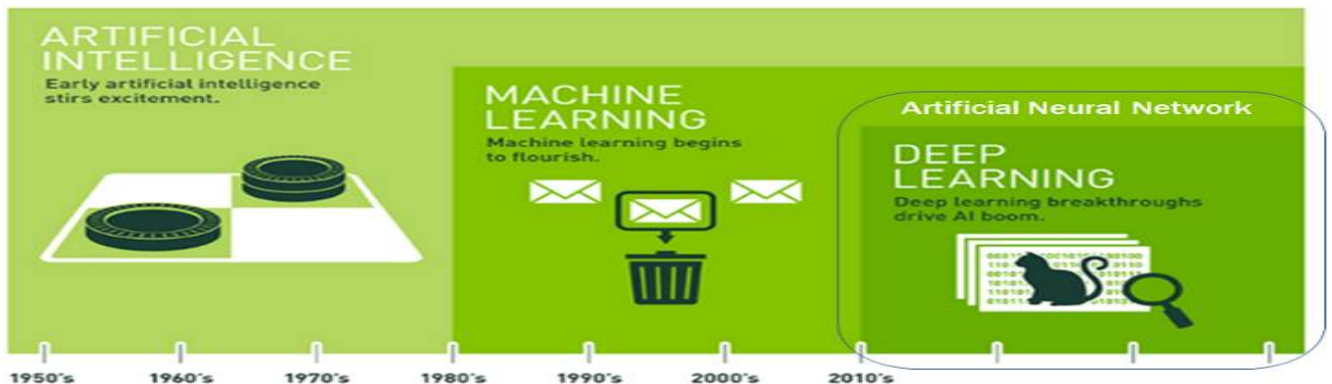 ARTIFICIAL
INTELLIGENCE
Early artificial intelligence
stirs excitement.
MACHINE
LEARNING
Machine learning begins
to flourish.
Artificial Neural Network
DEEP
LEARNING
Deep learning breakthroughs
drive AI boom.
1950's 1960's 1970's 1980's 1990's 2000's 2010's